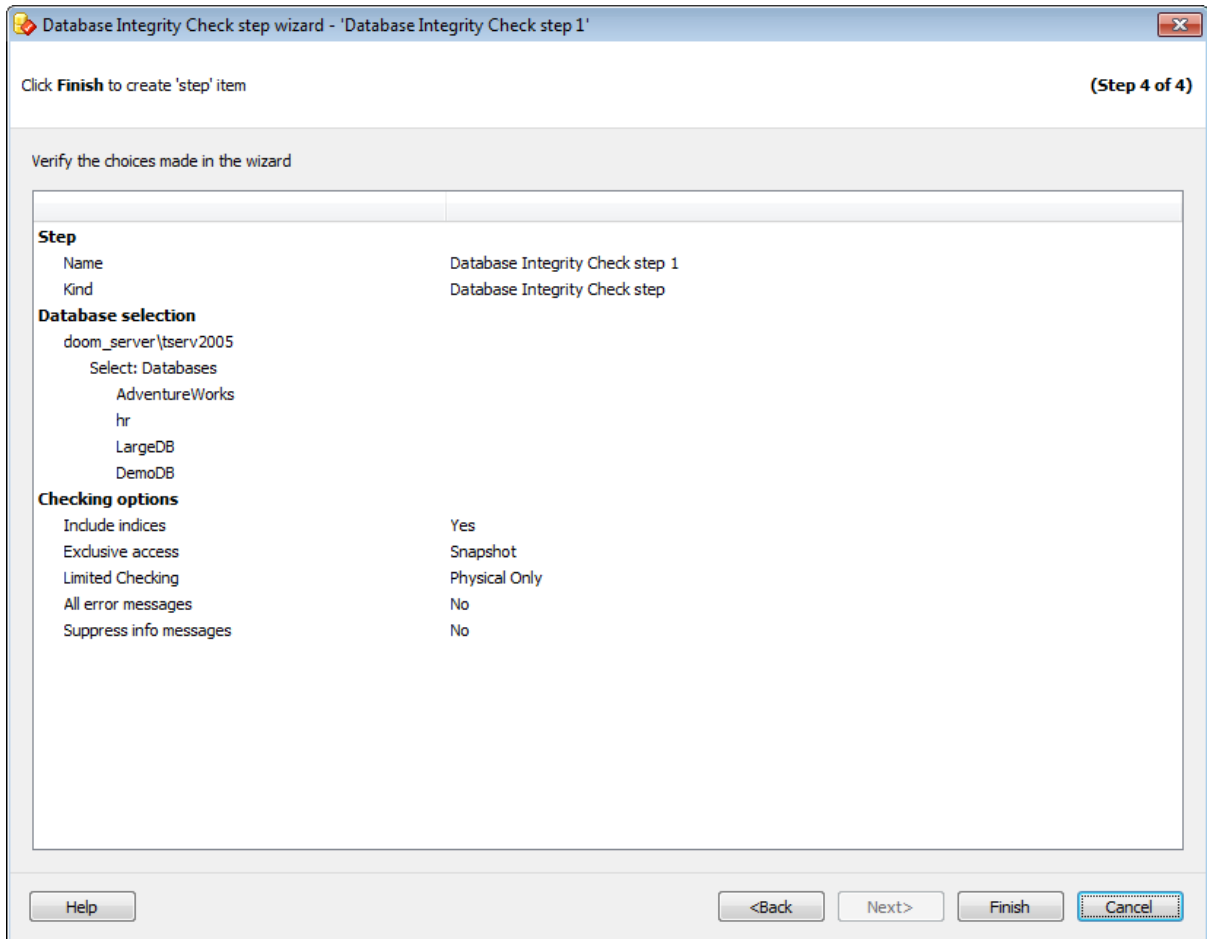 Database Integrity Check step wizard - 'Database Integrity Check step 1'
Click Finish to create 'step' item (Step 4 of 4)
Verify the choices made in the wizard
Step
Name Database Integrity Check step 1
Kind Database Integrity Check step
Database selection
doom_server\tserv2005
Select: Databases
AdventureWorks
hr
LargeDB
DemoDB
Checking options
Include indices Yes
Exclusive access Snapshot
Limited Checking Physical Only
All error messages No
Suppress info messages No
Help <Back Next> Finish Cancel